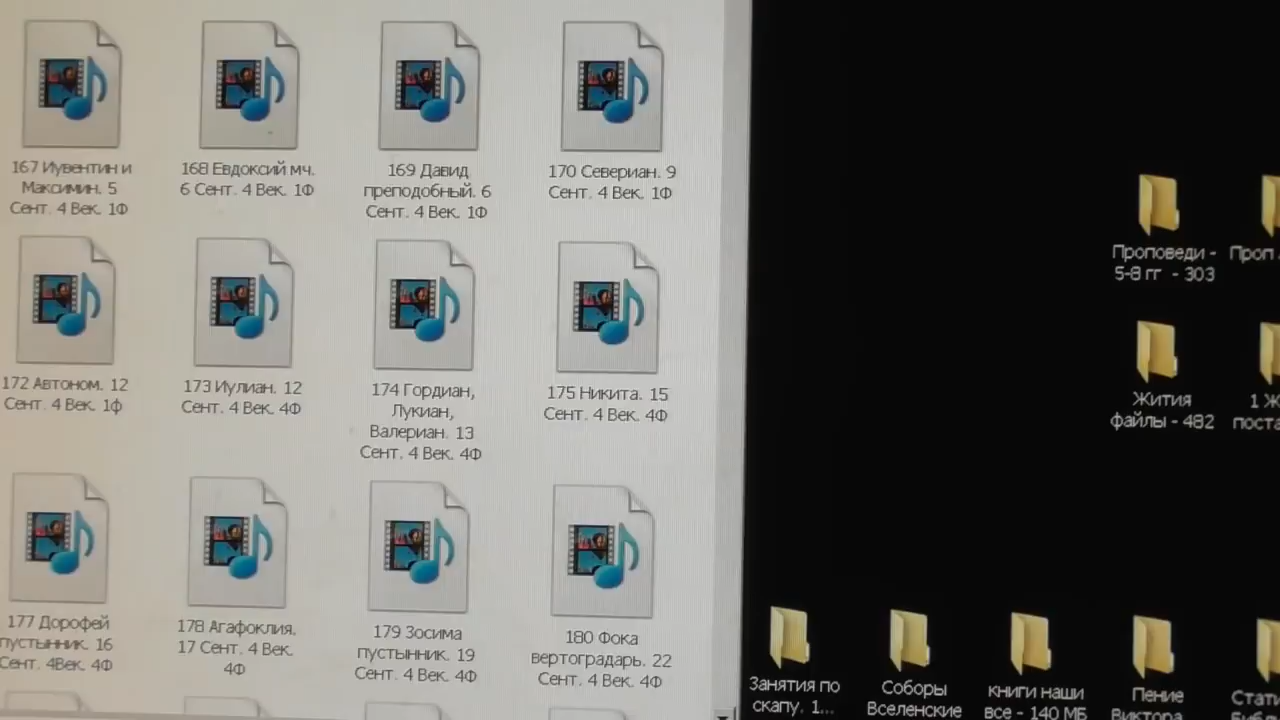 167 Иувентин и
Максимин. 5
Сент. 4 Век. 1Ф
168 Евдоксий мч.
6 Сент. 4 Век. 1Ф
169 Давид
преподобный. 6
Сент. 4 Век. 1Ф
170 Севериан. 9
Сент. 4 Век. 1Ф
172 Автоном. 12
Сент. 4 Век. 1ф
173 Иулиан. 12
Сент. 4 Век. 4Ф
174 Гордиан,
Лукиан,
Валериан. 13
Сент. 4 Век. 4Ф
175 Никита. 15
Сент. 4 Век. 4Ф
177 Дорофей
пустынник. 16
Сент. 4Век. 4Ф
178 Агафоклия.
17 Сент. 4 Век.
4Ф
179 Зосима
пустынник. 19
Сент. 4 Век. 4Ф
180 Фока
вертоградарь. 22
Сент. 4 Век. 4Ф
Проповеди -
5-8 гг - 303
Проп
Жития
файлы - 482
1 Ж
поста
Занятия по
скапу. 1...
Соборы
Вселенские
книги наши
все - 140 МБ
Пение
Виктора
Стат